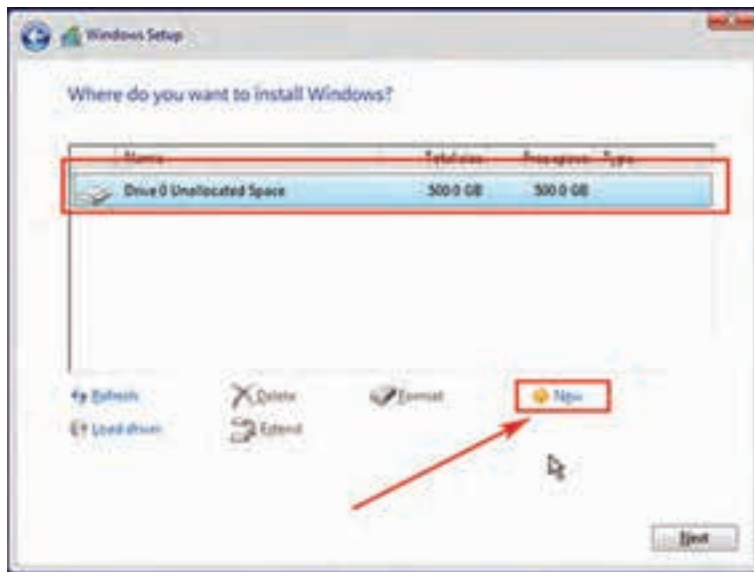 Windows Setup
Where do you want to install Windows?
Name Total size Free space Type
Drive 0 Unallocated Space 500.0 GB 500.0 GB
Refresh Delete Format New
Load driver Extend
Next